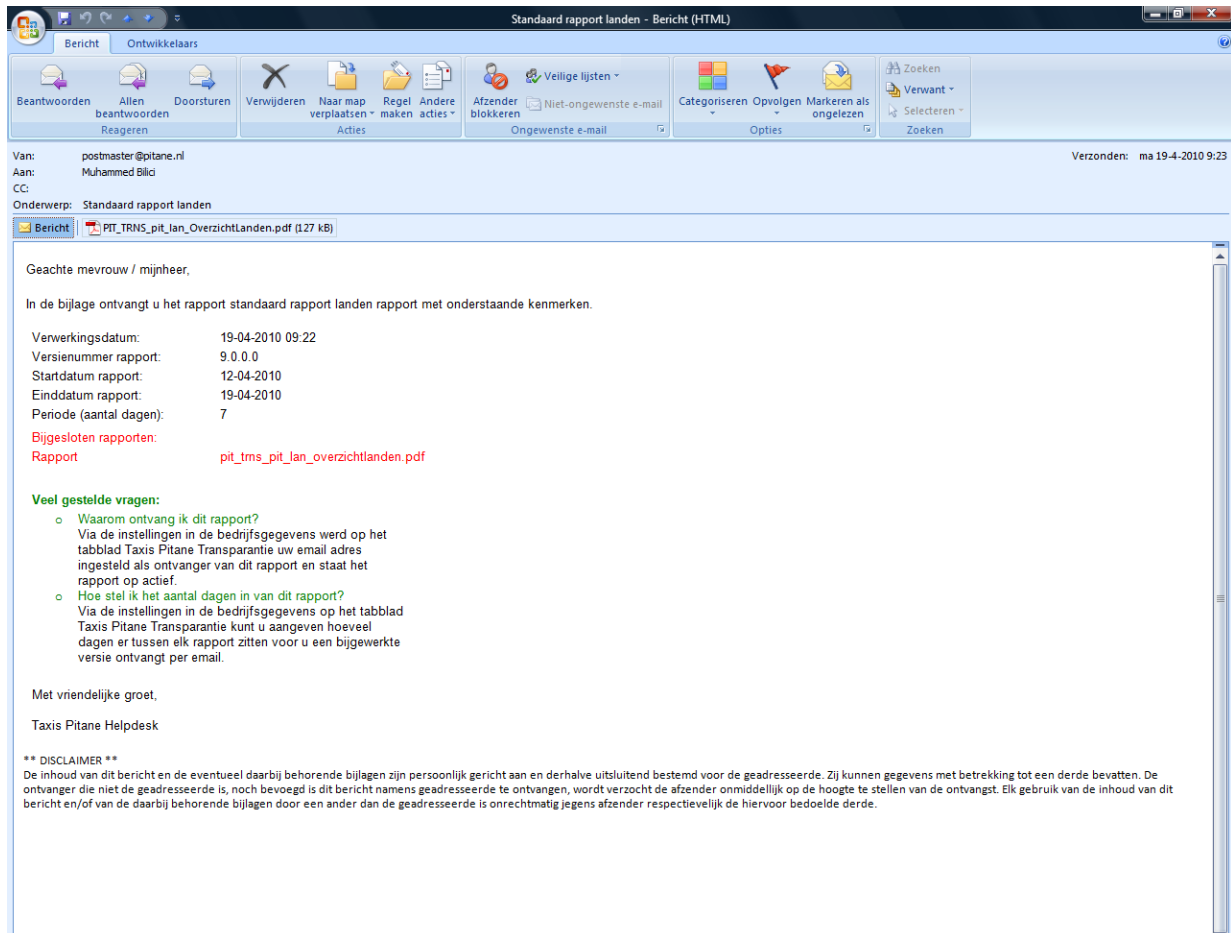 Standaard rapport landen - Bericht (HTML)
Bericht Ontwikkelaars
Beantwoorden Allen beantwoorden Doorsturen
Reageren
Verwijderen Naar map verplaatsen Regel maken Andere acties
Acties
Afzender blokkeren Veilige lijsten Niet-ongewenste e-mail
Ongewenste e-mail
Categoriseren Opvolgen Markeren als ongelezen
Opties
Zoeken
Verwant
Selecteren
Zoeken
Van: postmaster@pitane.nl Verzonden: ma 19-4-2010 9:23
Aan: Muhammed Bilici
CC:
Onderwerp: Standaard rapport landen
Bericht PIT_TRNS_pit_lan_OverzichtLanden.pdf (127 kB)
Geachte mevrouw / mijnheer,
In de bijlage ontvangt u het rapport standaard rapport landen rapport met onderstaande kenmerken.
Verwerkingsdatum: 19-04-2010 09:22
Versienummer rapport: 9.0.0.0
Startdatum rapport: 12-04-2010
Einddatum rapport: 19-04-2010
Periode (aantal dagen): 7
Bijgesloten rapporten:
Rapport pit_trns_pit_lan_overzichtlanden.pdf
Veel gestelde vragen:
o Waarom ontvang ik dit rapport?
Via de instellingen in de bedrijfsgegevens werd op het
tabblad Taxis Pitane Transparantie uw email adres
ingesteld als ontvanger van dit rapport en staat het
rapport op actief.
o Hoe stel ik het aantal dagen in van dit rapport?
Via de instellingen in de bedrijfsgegevens op het tabblad
Taxis Pitane Transparantie kunt u aangeven hoeveel
dagen er tussen elk rapport zitten voor u een bijgewerkte
versie ontvangt per email.
Met vriendelijke groet,
Taxis Pitane Helpdesk
** DISCLAIMER **
De inhoud van dit bericht en de eventueel daarbij behorende bijlagen zijn persoonlijk gericht aan en derhalve uitsluitend bestemd voor de geadresseerde. Zij kunnen gegevens met betrekking tot een derde bevatten. De
ontvanger die niet de geadresseerde is, noch bevoegd is dit bericht namens geadresseerde te ontvangen, wordt verzocht de afzender onmiddellijk op de hoogte te stellen van de ontvangst. Elk gebruik van de inhoud van dit
bericht en/of van de daarbij behorende bijlagen door een ander dan de geadresseerde is onrechtmatig jegens afzender respectievelijk de hiervoor bedoelde derde.